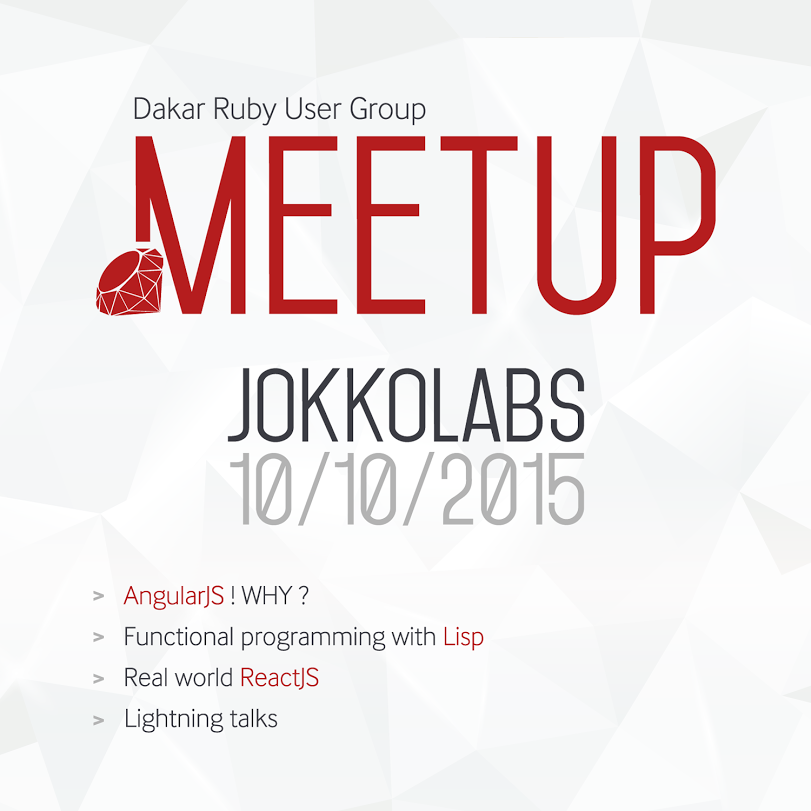 Dakar Ruby User Group
MEETUP
JOKKOLABS
10/10/2015
> AngularJS ! WHY ?
> Functional programming with Lisp
> Real world ReactJS
> Lightning talks